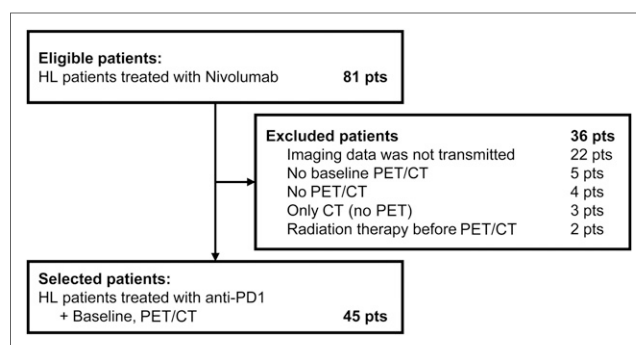 Eligible patients:
HL patients treated with Nivolumab 81 pts
Excluded patients 36 pts
Imaging data was not transmitted 22 pts
No baseline PET/CT 5 pts
No PET/CT 4 pts
Only CT (no PET) 3 pts
Radiation therapy before PET/CT 2 pts
Selected patients:
HL patients treated with anti-PD1
+ Baseline, PET/CT 45 pts